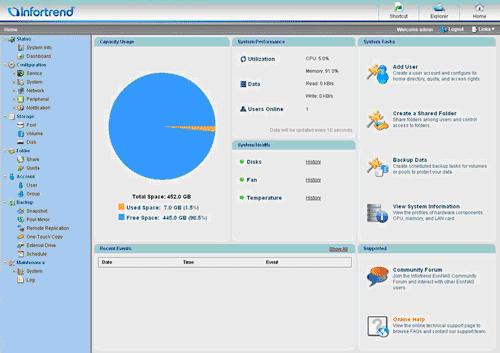 Infortrend
Shortcut
Explorer
Home
Home
Welcome admin
Logout
Links
Status
System Info
Dashboard
Configuration
Service
System
Network
Peripheral
Notification
Storage
Pool
Volume
Disk
Folder
Share
Quota
Account
User
Group
Backup
Snapshot
Pool Mirror
Remote Replication
One-Touch Copy
External Drive
Schedule
Maintenance
System
Log
Capacity Usage
Total Space: 452.0 GB
Used Space: 7.0 GB (1.5%)
Free Space: 445.0 GB (98.5%)
System Performance
Utilization
CPU: 5.0%
Memory: 91.0%
Data
Read: 0 KB/s
Write: 0 KB/s
Users Online
1
Data will be updated every 10 seconds.
System Health
Disks
History
Fan
History
Temperature
History
System Tasks
Add User
Create a user account and configure its
home directory, quota, and access rights.
Create a Shared Folder
Share folders among users and control
access to folders.
Backup Data
Create scheduled backup tasks for volumes
or pools to protect your data.
View System Information
View the profiles of hardware components
CPU, memory, and LAN card.
Recent Events
Show All
Date
Time
Event
Supported
Community Forum
Join the Infortrend EonNAS Community
Forum and interact with other EonNAS
users.
Online Help
View the online technical support page to
browse FAQs and contact our support team.